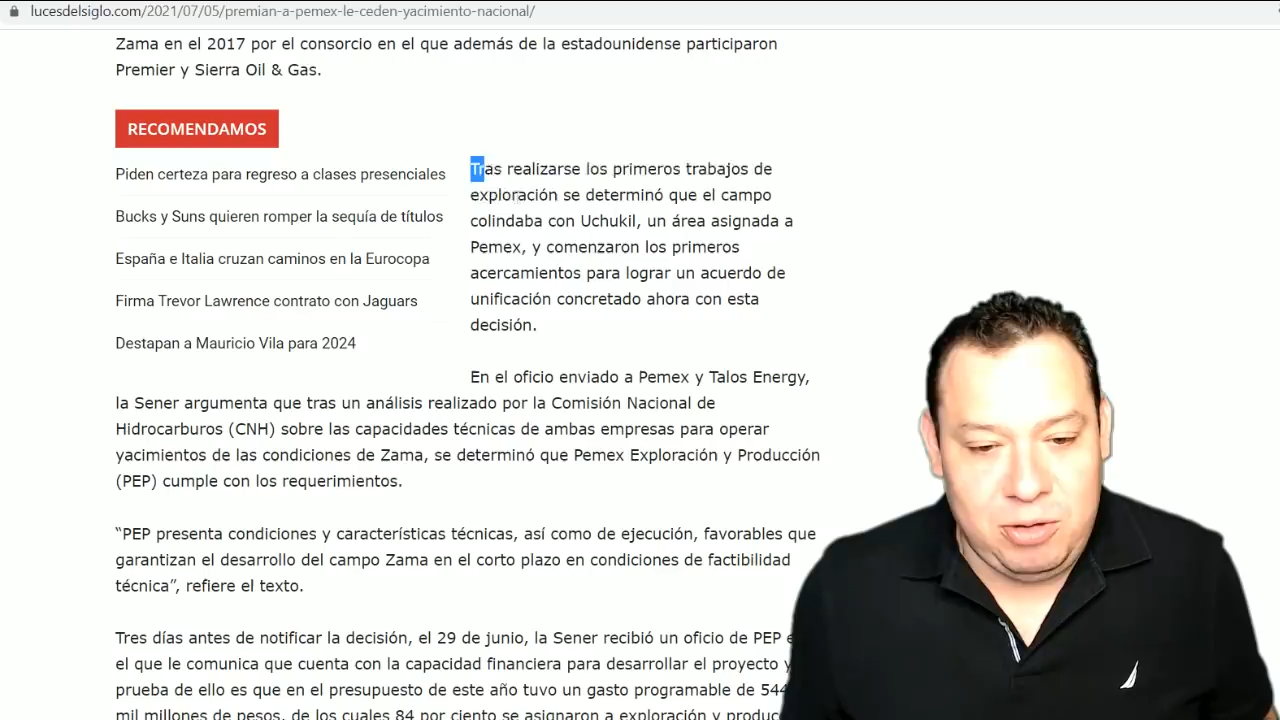 lucesdelsiglo.com/2021/07/05/premian-a-pemex-le-ceden-yacimiento-nacional/
Zama en el 2017 por el consorcio en el que además de la estadounidense participaron
Premier y Sierra Oil & Gas.
RECOMENDAMOS
Piden certeza para regreso a clases presenciales
Bucks y Suns quieren romper la sequía de títulos
España e Italia cruzan caminos en la Eurocopa
Firma Trevor Lawrence contrato con Jaguars
Destapan a Mauricio Vila para 2024
Tras realizarse los primeros trabajos de
exploración se determinó que el campo
colindaba con Uchukil, un área asignada a
Pemex, y comenzaron los primeros
acercamientos para lograr un acuerdo de
unificación concretado ahora con esta
decisión.
En el oficio enviado a Pemex y Talos Energy,
la Sener argumenta que tras un análisis realizado por la Comisión Nacional de
Hidrocarburos (CNH) sobre las capacidades técnicas de ambas empresas para operar
yacimientos de las condiciones de Zama, se determinó que Pemex Exploración y Producción
(PEP) cumple con los requerimientos.
“PEP presenta condiciones y características técnicas, así como de ejecución, favorables que
garantizan el desarrollo del campo Zama en el corto plazo en condiciones de factibilidad
técnica”, refiere el texto.
Tres días antes de notificar la decisión, el 29 de junio, la Sener recibió un oficio de PEP
el que le comunica que cuenta con la capacidad financiera para desarrollar el proyecto y
prueba de ello es que en el presupuesto de este año tuvo un gasto programable de 544
mil millones de pesos, de los cuales 84 por ciento se asignaron a exploración y